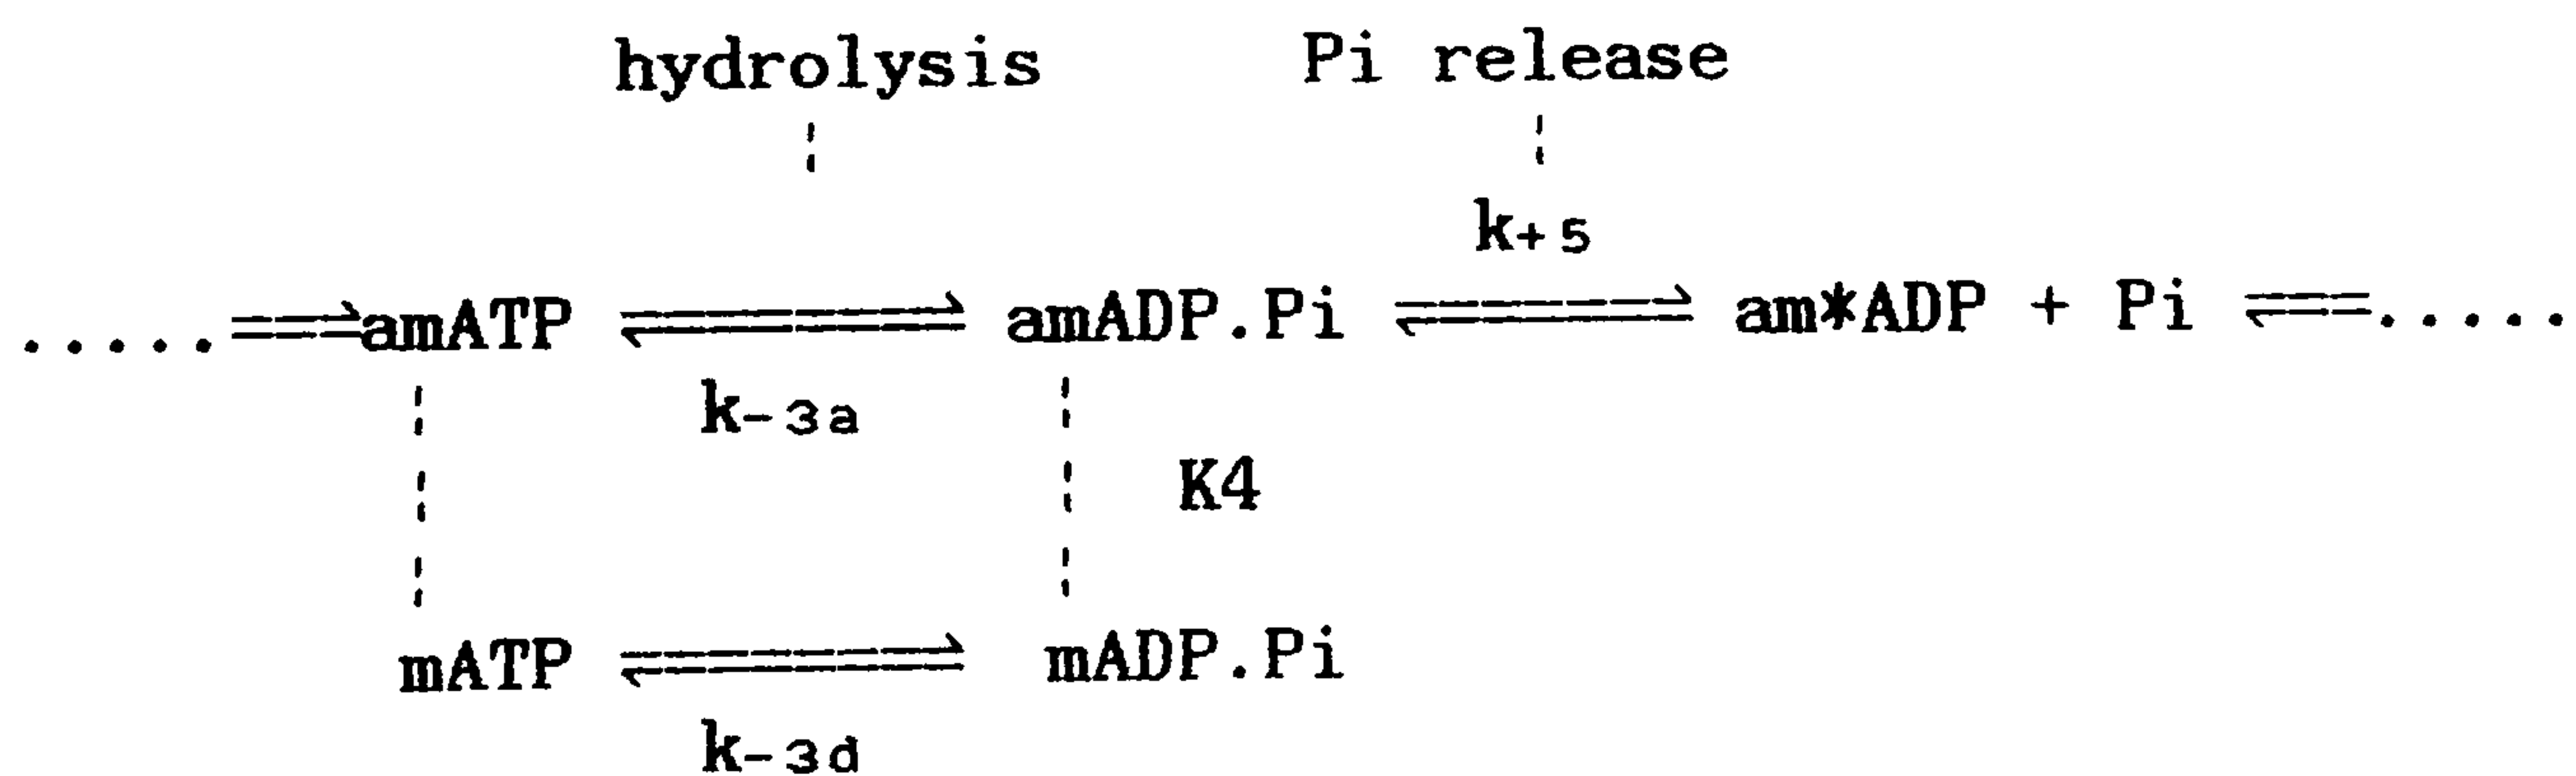 hydrolysis Pi release
k+5
.....⇌amATP ⇌ amADP.Pi ⇌ am*ADP + Pi ⇌.....
k-3a
K4
mATP ⇌ mADP.Pi
k-3d